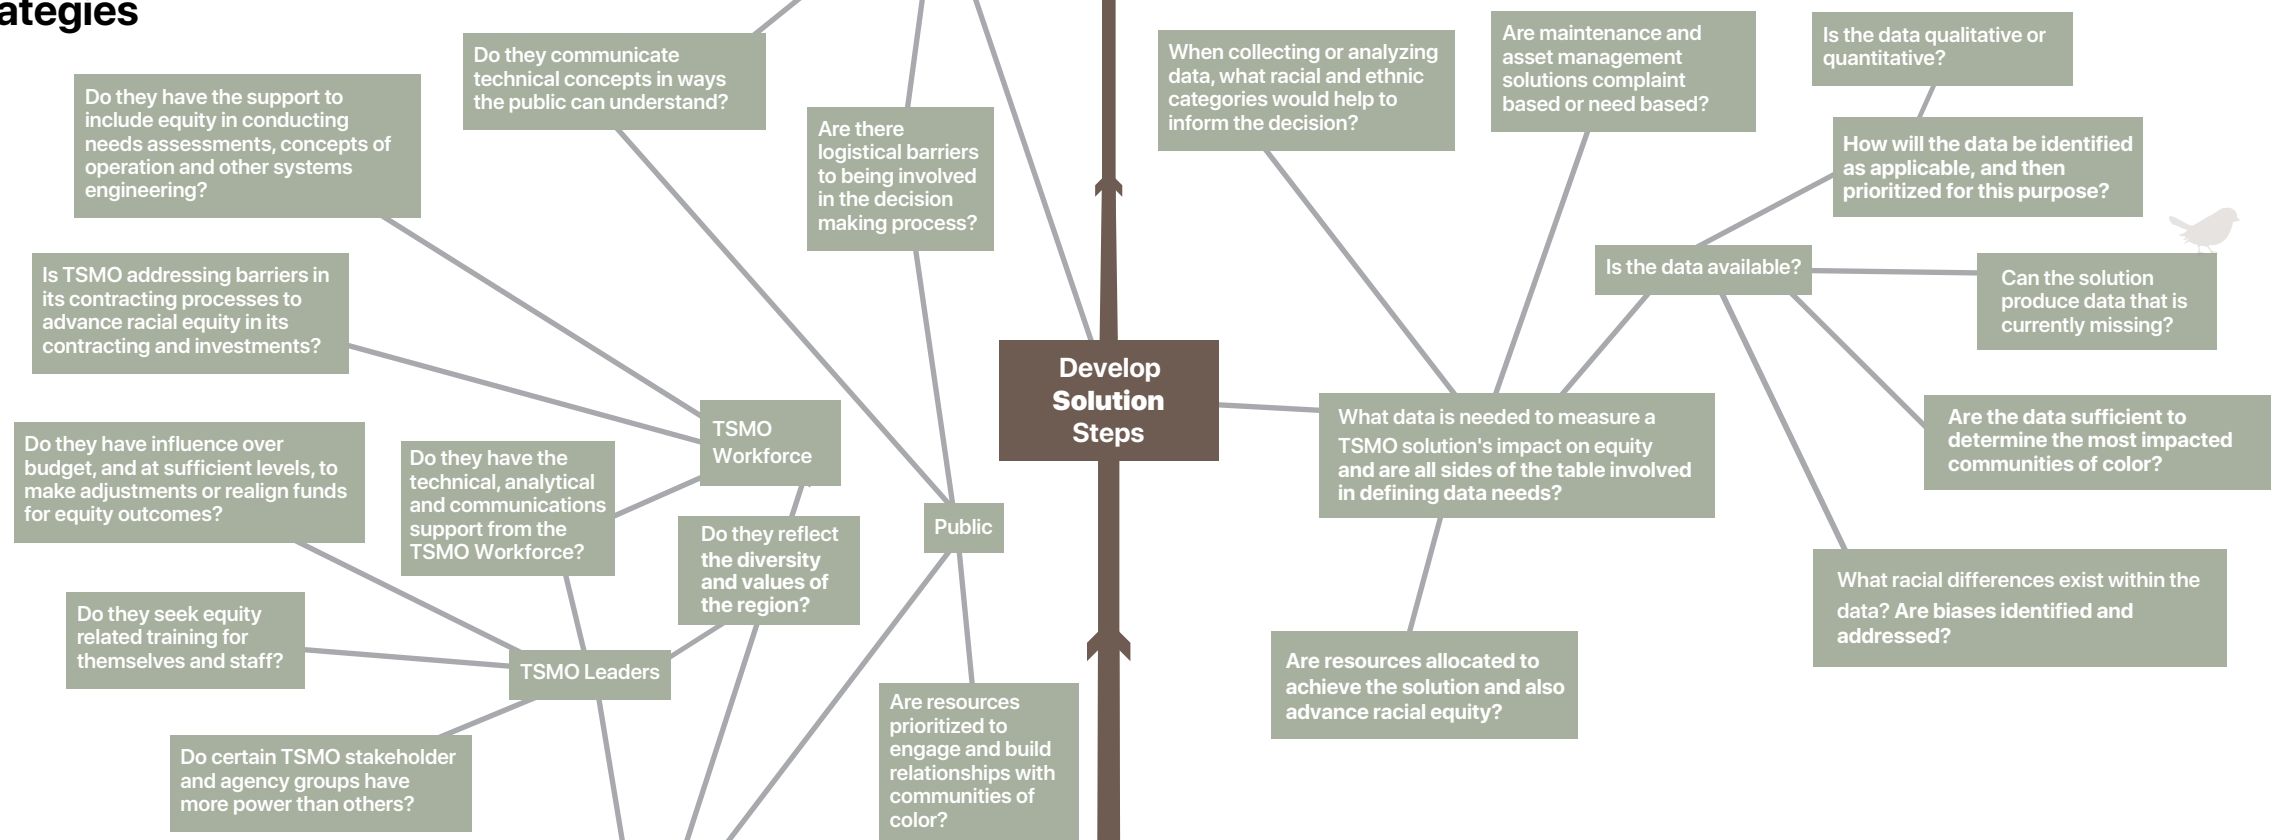 ategies
Do they communicate
technical concepts in ways
the public can understand?
Do they have the support to
include equity in conducting
needs assessments, concepts of
operation and other systems
engineering?
Are there
logistical barriers
to being involved
in the decision
making process?
Is TSMO addressing barriers in
its contracting processes to
advance racial equity in its
contracting and investments?
TSMO
Workforce
Do they have influence over
budget, and at sufficient levels, to
make adjustments or realign funds
for equity outcomes?
Do they have the
technical, analytical
and communications
support from the
TSMO Workforce?
Do they reflect
the diversity
and values of
the region?
Public
Do they seek equity
related training for
themselves and staff?
TSMO Leaders
Do certain TSMO stakeholder
and agency groups have
more power than others?
Are resources
prioritized to
engage and build
relationships with
communities of
color?
Develop
Solution
Steps
When collecting or analyzing
data, what racial and ethnic
categories would help to
inform the decision?
Are maintenance and
asset management
solutions complaint
based or need based?
Is the data qualitative or
quantitative?
How will the data be identified
as applicable, and then
prioritized for this purpose?
Is the data available?
Can the solution
produce data that is
currently missing?
What data is needed to measure a
TSMO solution's impact on equity
and are all sides of the table involved
in defining data needs?
Are the data sufficient to
determine the most impacted
communities of color?
What racial differences exist within the
data? Are biases identified and
addressed?
Are resources allocated to
achieve the solution and also
advance racial equity?